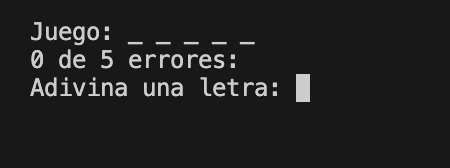 Juego: _ _ _ _ _
0 de 5 errores:
Adivina una letra: